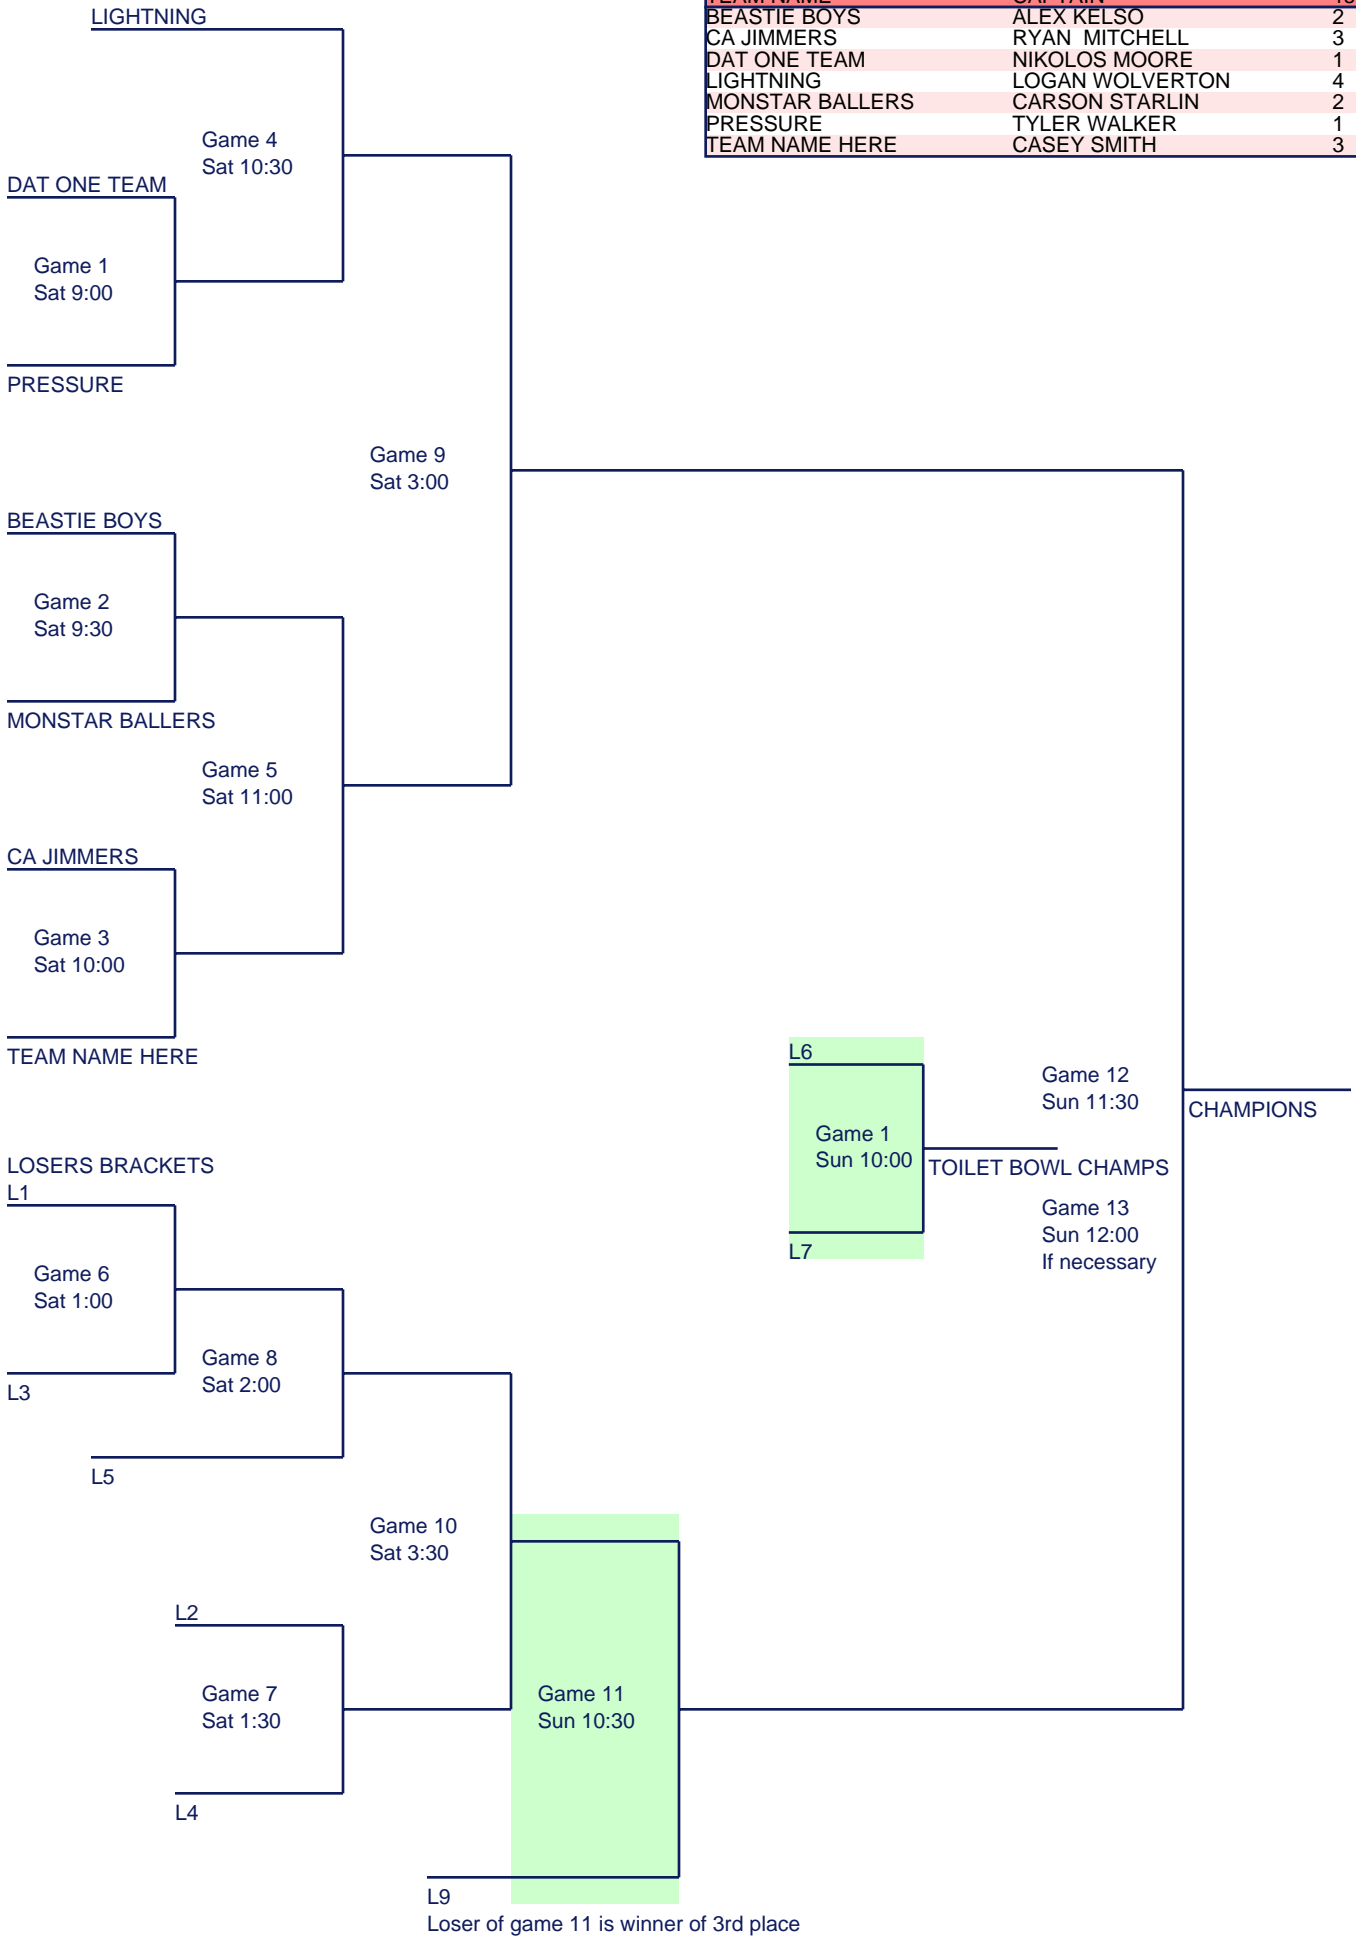 LIGHTNING
TEAM NAME CAPTAIN
BEASTIE BOYS ALEX KELSO 2
CA JIMMERS RYAN  MITCHELL 3
DAT ONE TEAM NIKOLOS MOORE 1
LIGHTNING LOGAN WOLVERTON 4
MONSTAR BALLERS CARSON STARLIN 2
PRESSURE TYLER WALKER 1
TEAM NAME HERE CASEY SMITH 3
Game 4
Sat 10:30
DAT ONE TEAM
Game 1
Sat 9:00
PRESSURE
Game 9
Sat 3:00
BEASTIE BOYS
Game 2
Sat 9:30
MONSTAR BALLERS
Game 5
Sat 11:00
CA JIMMERS
Game 3
Sat 10:00
TEAM NAME HERE
L6
Game 12
Sun 11:30
CHAMPIONS
Game 1
Sun 10:00
TOILET BOWL CHAMPS
Game 13
Sun 12:00
If necessary
L7
LOSERS BRACKETS
L1
Game 6
Sat 1:00
L3
Game 8
Sat 2:00
L5
Game 10
Sat 3:30
L2
Game 7
Sat 1:30
L4
Game 11
Sun 10:30
L9
Loser of game 11 is winner of 3rd place